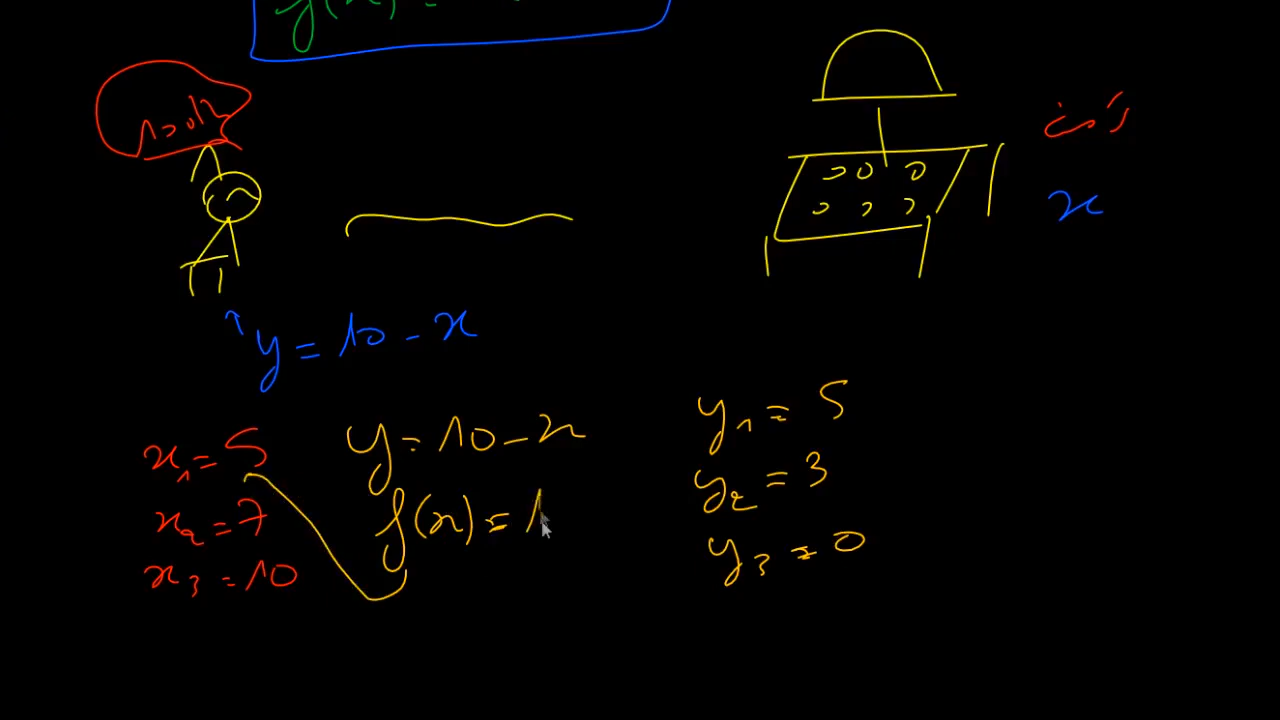 f(x) =
x
y = 10 - x
x₁ = 5
x₂ = 7
x₃ = 10
y = 10 - x
f(x) = 1
y₁ = 5
y₂ = 3
y₃ = 0